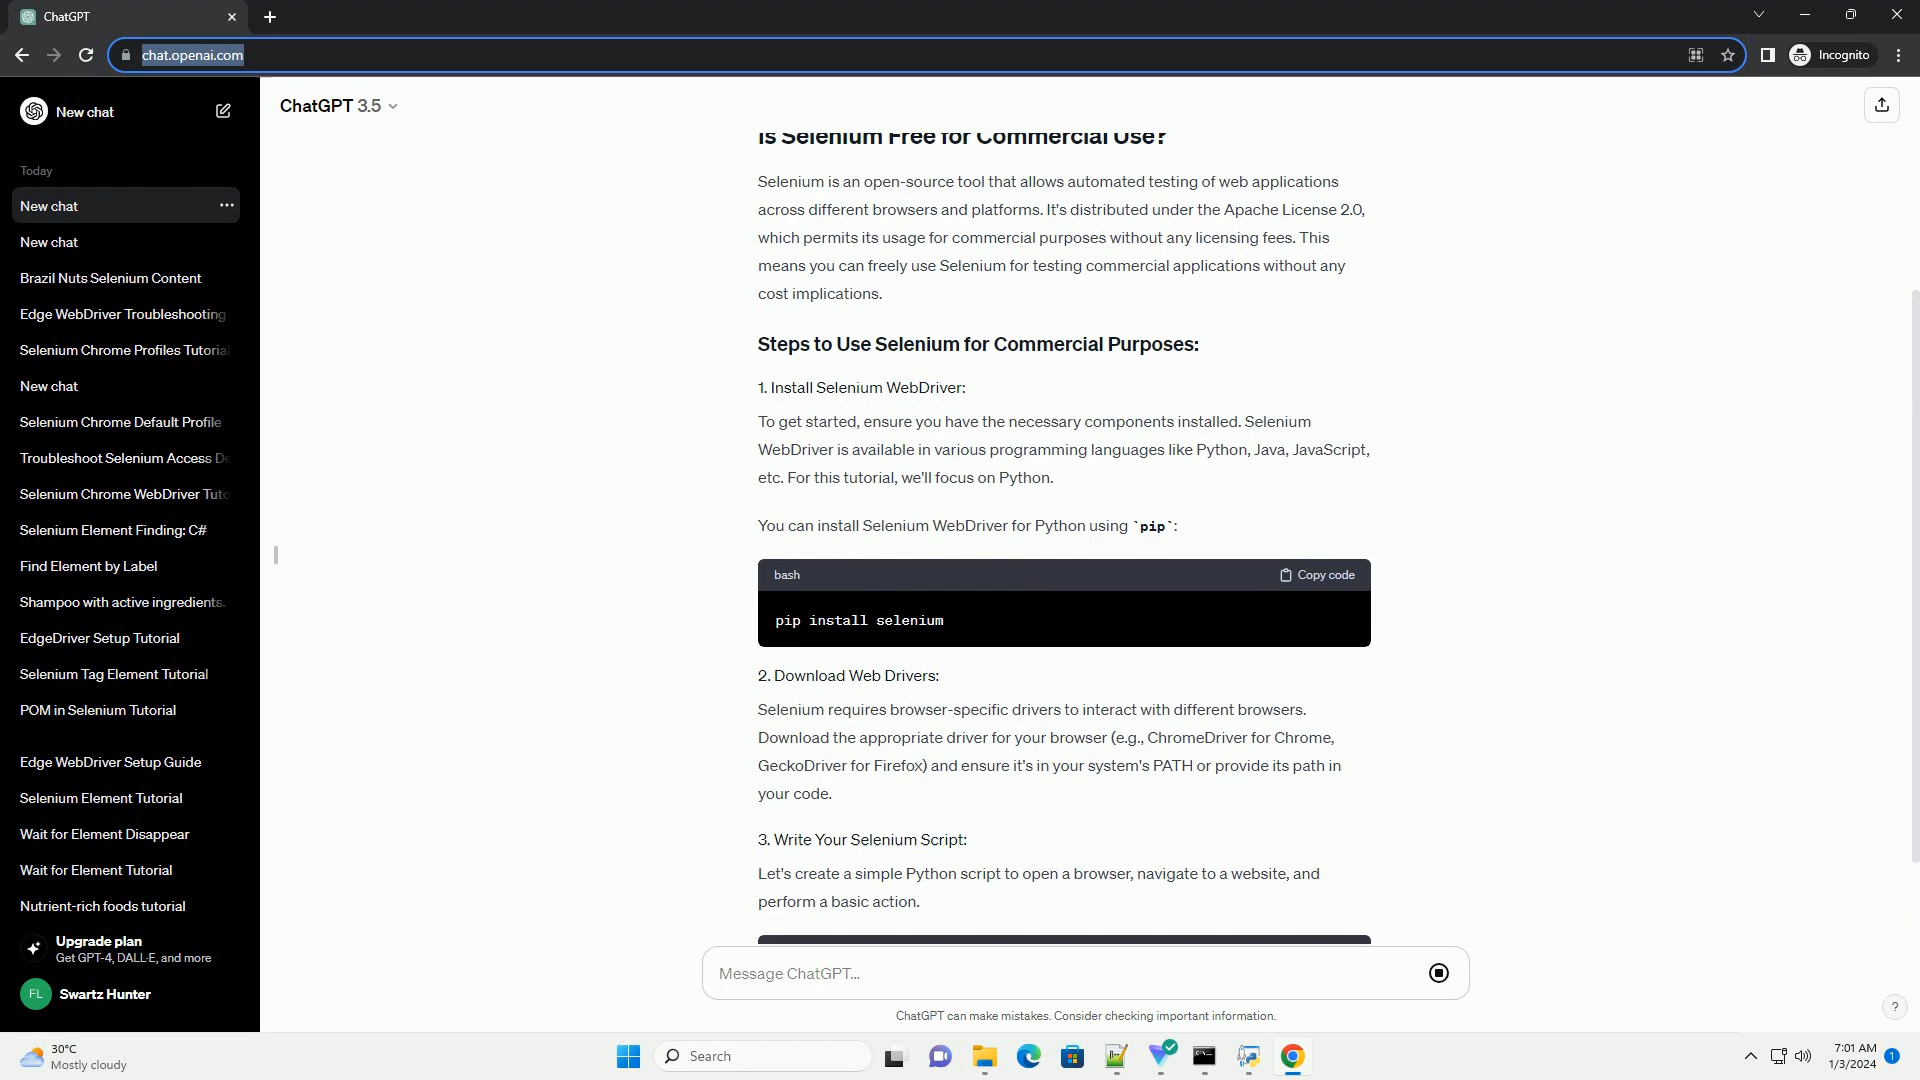 ChatGPT
chat.openai.com
Incognito
New chat
Today
New chat
New chat
Brazil Nuts Selenium Content
Edge WebDriver Troubleshooting
Selenium Chrome Profiles Tutorial
New chat
Selenium Chrome Default Profile
Troubleshoot Selenium Access De
Selenium Chrome WebDriver Tuto
Selenium Element Finding: C#
Find Element by Label
Shampoo with active ingredients.
EdgeDriver Setup Tutorial
Selenium Tag Element Tutorial
POM in Selenium Tutorial
Edge WebDriver Setup Guide
Selenium Element Tutorial
Wait for Element Disappear
Wait for Element Tutorial
Nutrient-rich foods tutorial
Upgrade plan
Get GPT-4, DALL·E, and more
FL
Swartz Hunter
ChatGPT 3.5
Is Selenium Free for Commercial Use?
Selenium is an open-source tool that allows automated testing of web applications
across different browsers and platforms. It's distributed under the Apache License 2.0,
which permits its usage for commercial purposes without any licensing fees. This
means you can freely use Selenium for testing commercial applications without any
cost implications.
Steps to Use Selenium for Commercial Purposes:
1. Install Selenium WebDriver:
To get started, ensure you have the necessary components installed. Selenium
WebDriver is available in various programming languages like Python, Java, JavaScript,
etc. For this tutorial, we'll focus on Python.
You can install Selenium WebDriver for Python using `pip`:
bash
Copy code
pip install selenium
2. Download Web Drivers:
Selenium requires browser-specific drivers to interact with different browsers.
Download the appropriate driver for your browser (e.g., ChromeDriver for Chrome,
GeckoDriver for Firefox) and ensure it's in your system's PATH or provide its path in
your code.
3. Write Your Selenium Script:
Let's create a simple Python script to open a browser, navigate to a website, and
perform a basic action.
Message ChatGPT...
ChatGPT can make mistakes. Consider checking important information.
?
30°C
Mostly cloudy
Search
7:01 AM
1/3/2024
1